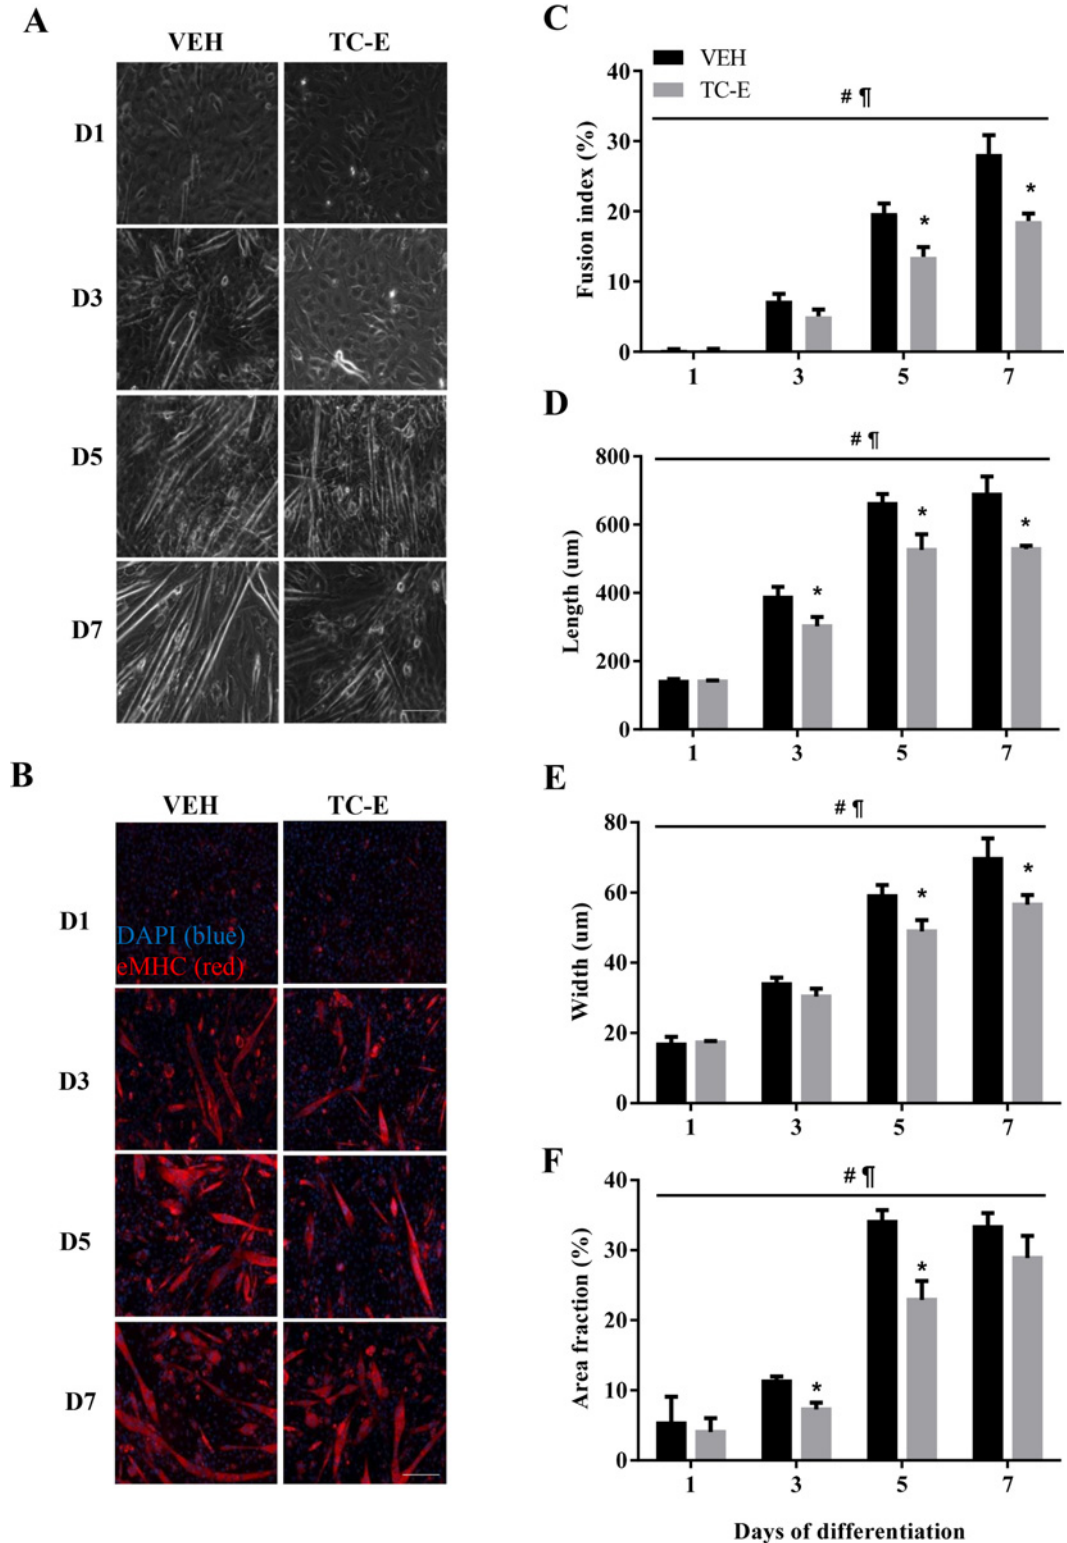 A
VEH TC-E
D1
D3
D5
D7
B
VEH TC-E
D1
DAPI (blue)
eMHC (red)
D3
D5
D7
C
VEH
TC-E
# ¶
Fusion index (%)
40
30
20
10
0
*
*
1 3 5 7
D
# ¶
Length (um)
800
600
400
200
0
*
*
*
1 3 5 7
E
# ¶
Width (um)
80
60
40
20
0
*
*
1 3 5 7
F
# ¶
Area fraction (%)
40
30
20
10
0
*
*
1 3 5 7
Days of differentiation